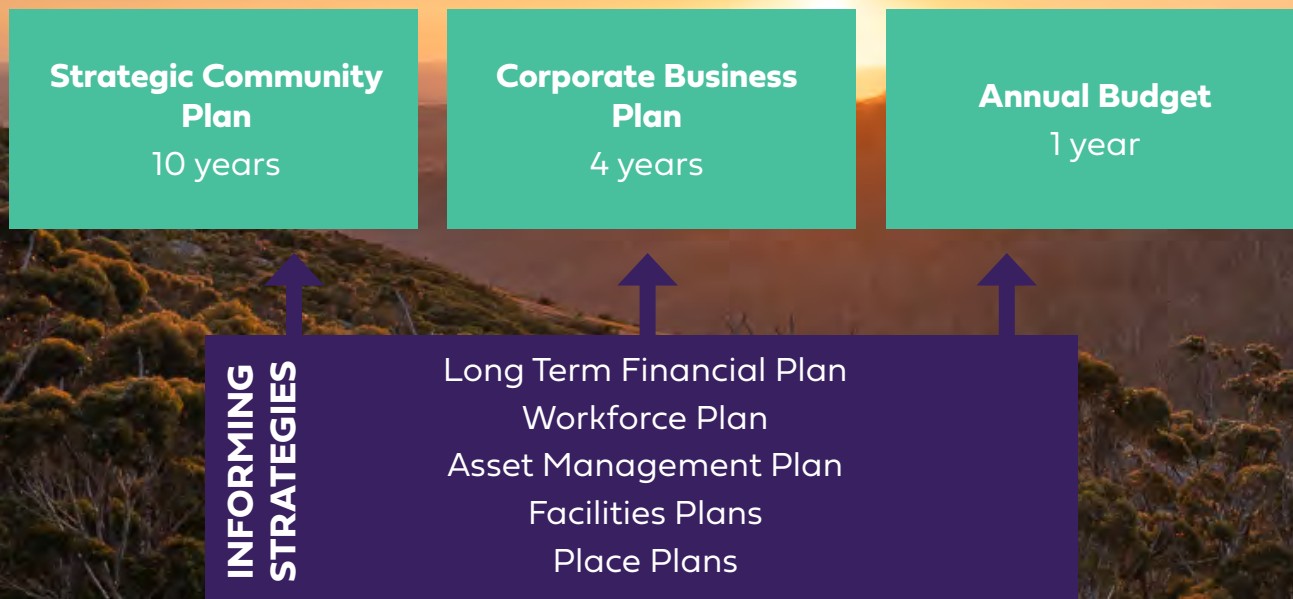 Strategic Community
Plan
10 years
Corporate Business
Plan
4 years
Annual Budget
1 year
INFORMING
STRATEGIES
Long Term Financial Plan
Workforce Plan
Asset Management Plan
Facilities Plans
Place Plans